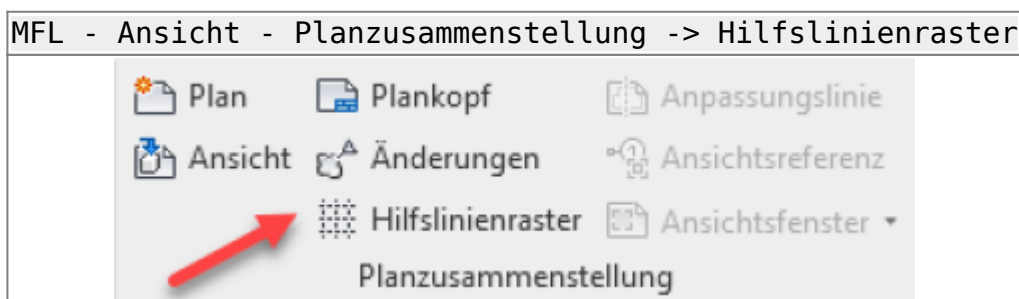 MFL - Ansicht - Planzusammenstellung -> Hilfslinienraster
Plan Plankopf Anpassungslinie
Ansicht Änderungen Ansichtsreferenz
Hilfslinienraster Ansichtsfenster
Planzusammenstellung